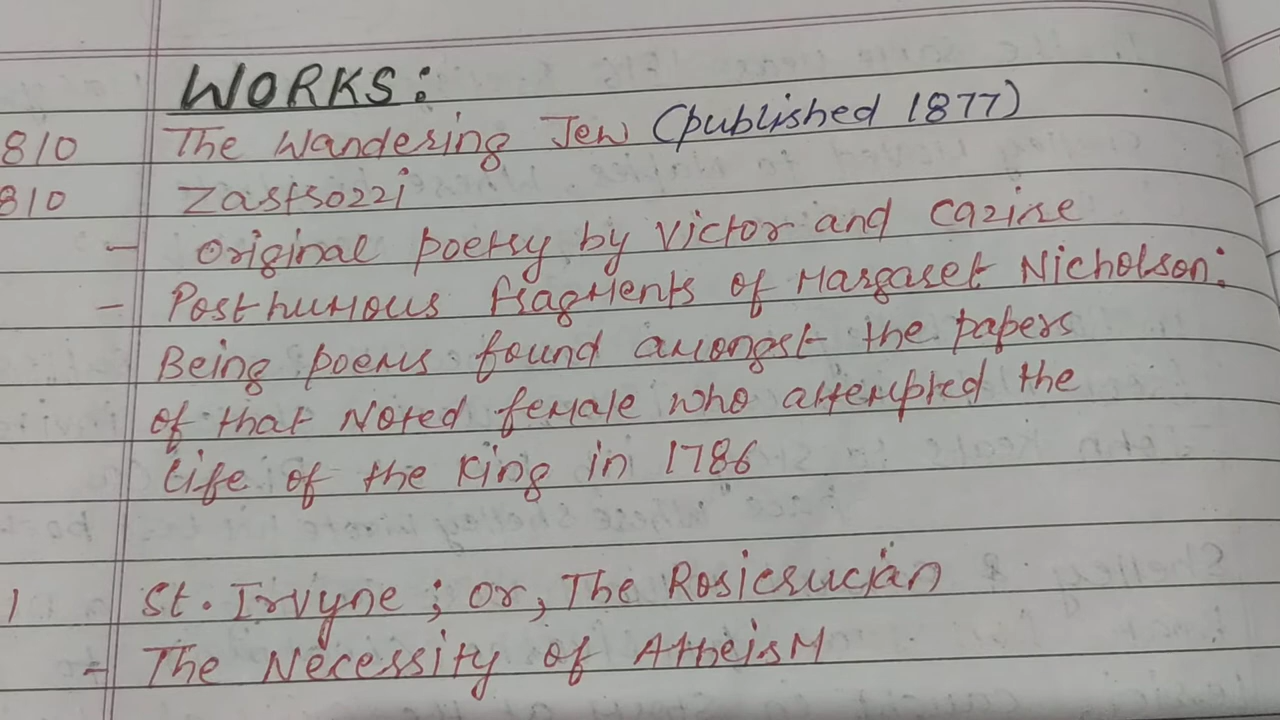 WORKS:
810 The Wandering Jew (published 1877)
810 Zastrozzi
- Original poetry by Victor and Cazire
- Posthumous fragments of Margaret Nicholson:
Being poems found amongst the papers
of that Noted female who attempted the
life of the King in 1786
1 St. Irvyne; or, The Rosicrucian
- The Necessity of Atheism